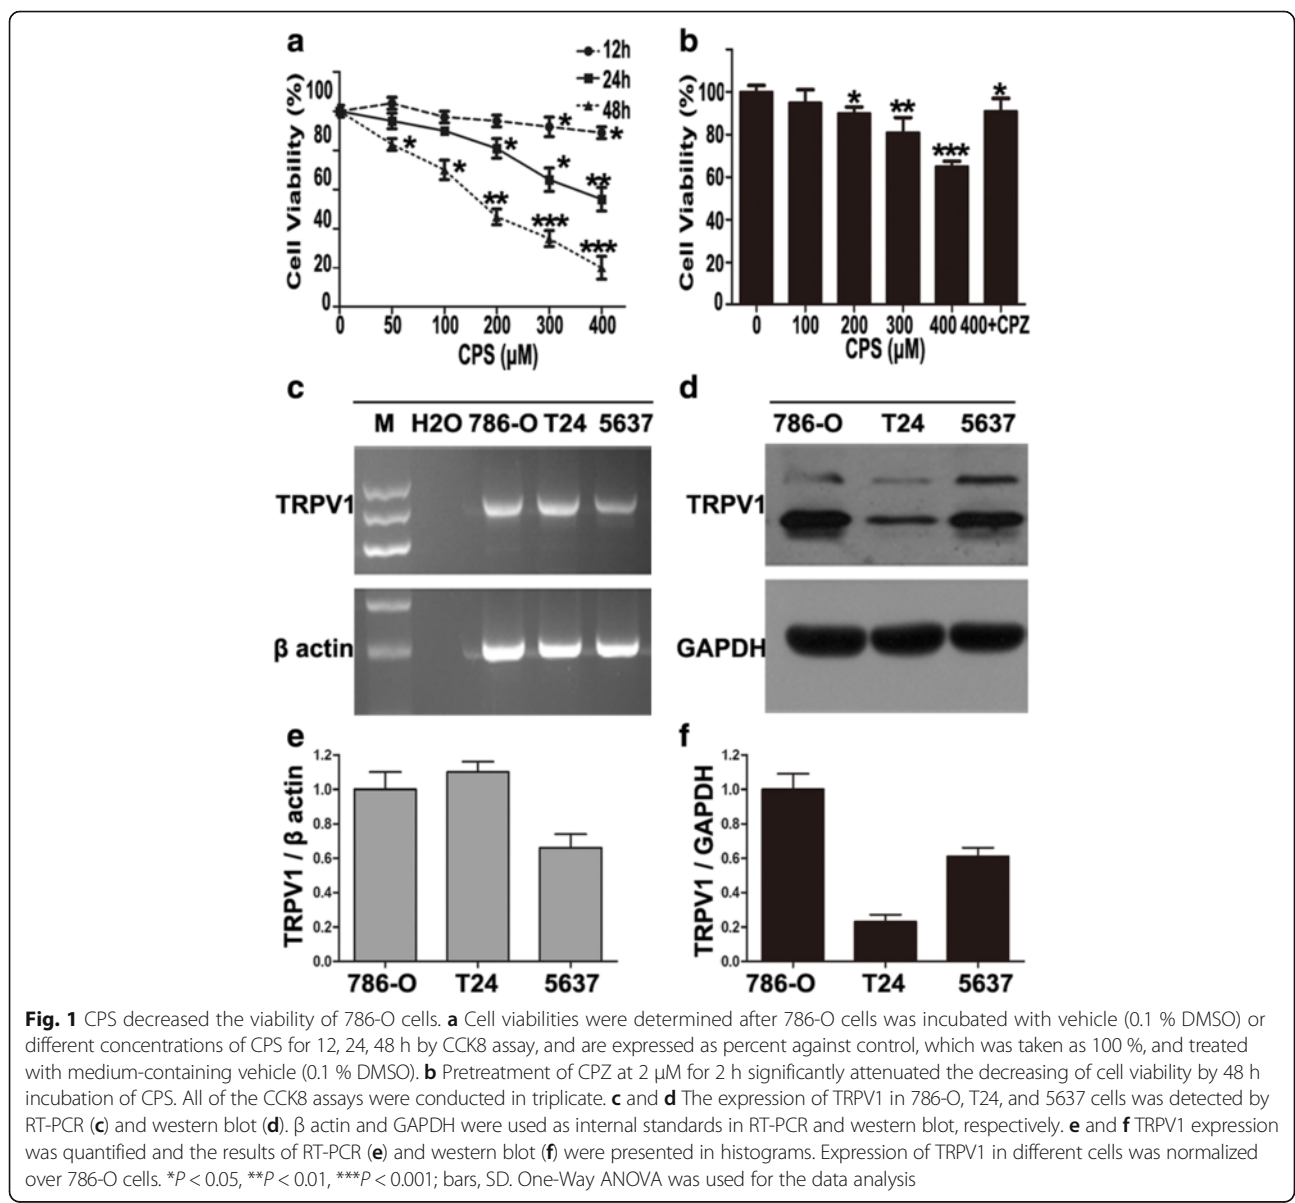 a
12h
24h
48h
Cell Viability (%)
100
80
60
40
20
0
* * * * * ** * * ** *** ***
0 50 100 200 300 400
CPS (µM)
b
Cell Viability (%)
100
80
60
40
20
0
* ** *** *
0 100 200 300 400 400+CPZ
CPS (µM)
c
M H2O 786-O T24 5637
TRPV1
β actin
d
786-O T24 5637
TRPV1
GAPDH
e
TRPV1 / β actin
1.2
1.0
0.8
0.6
0.4
0.2
0.0
786-O T24 5637
f
TRPV1 / GAPDH
1.2
1.0
0.8
0.6
0.4
0.2
0.0
786-O T24 5637
Fig. 1 CPS decreased the viability of 786-O cells. a Cell viabilities were determined after 786-O cells was incubated with vehicle (0.1 % DMSO) or
different concentrations of CPS for 12, 24, 48 h by CCK8 assay, and are expressed as percent against control, which was taken as 100 %, and treated
with medium-containing vehicle (0.1 % DMSO). b Pretreatment of CPZ at 2 µM for 2 h significantly attenuated the decreasing of cell viability by 48 h
incubation of CPS. All of the CCK8 assays were conducted in triplicate. c and d The expression of TRPV1 in 786-O, T24, and 5637 cells was detected by
RT-PCR (c) and western blot (d). β actin and GAPDH were used as internal standards in RT-PCR and western blot, respectively. e and f TRPV1 expression
was quantified and the results of RT-PCR (e) and western blot (f) were presented in histograms. Expression of TRPV1 in different cells was normalized
over 786-O cells. *P < 0.05, **P < 0.01, ***P < 0.001; bars, SD. One-Way ANOVA was used for the data analysis